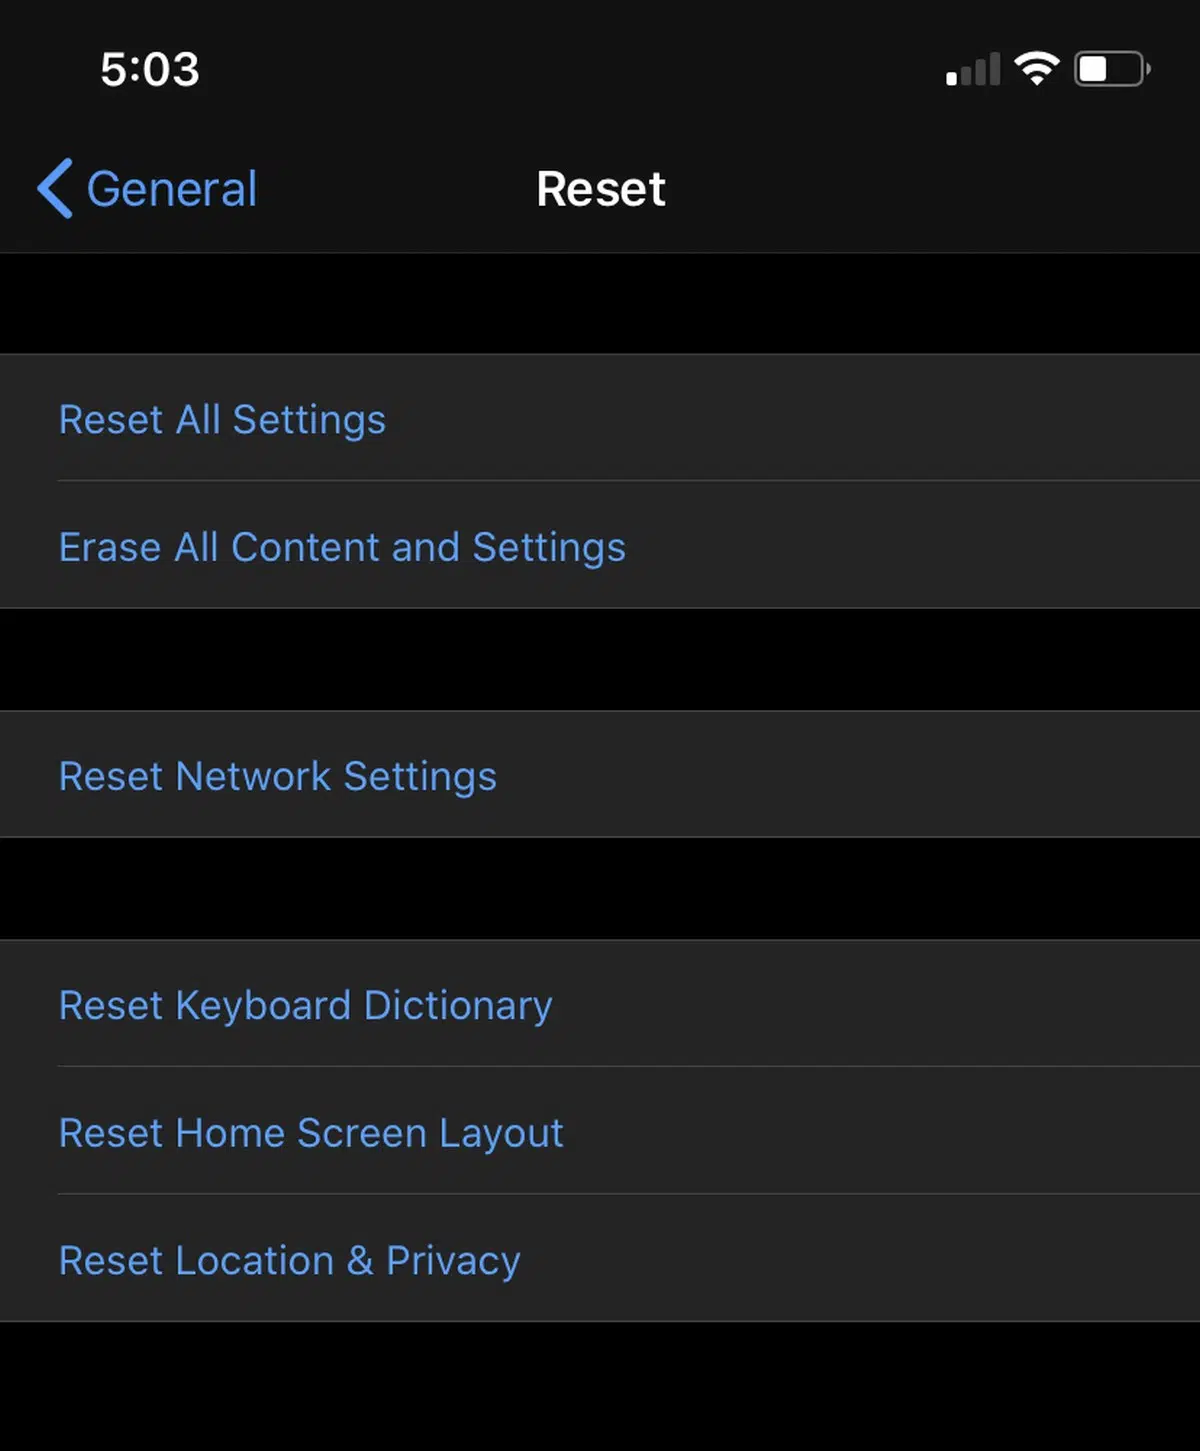 5:03
General
Reset
Reset All Settings
Erase All Content and Settings
Reset Network Settings
Reset Keyboard Dictionary
Reset Home Screen Layout
Reset Location & Privacy